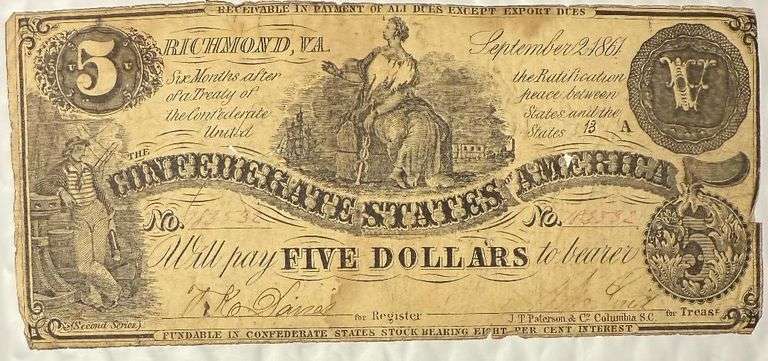 RECEIVABLE IN PAYMENT OF ALL DUES EXCEPT EXPORT DUES
5
RICHMOND, VA.
September 2, 1861
Six Months after
of a Treaty of
the Confederate
United
the Ratification
peace between
States and the
States
13 A
V
THE
CONFEDERATE STATES OF AMERICA
No.
No.
Will pay FIVE DOLLARS to bearer
5
for Register
J. T. Paterson & Co. Columbia S.C.
for Treasr
(Second Series)
FUNDABLE IN CONFEDERATE STATES STOCK BEARING EIGHT PER CENT INTEREST